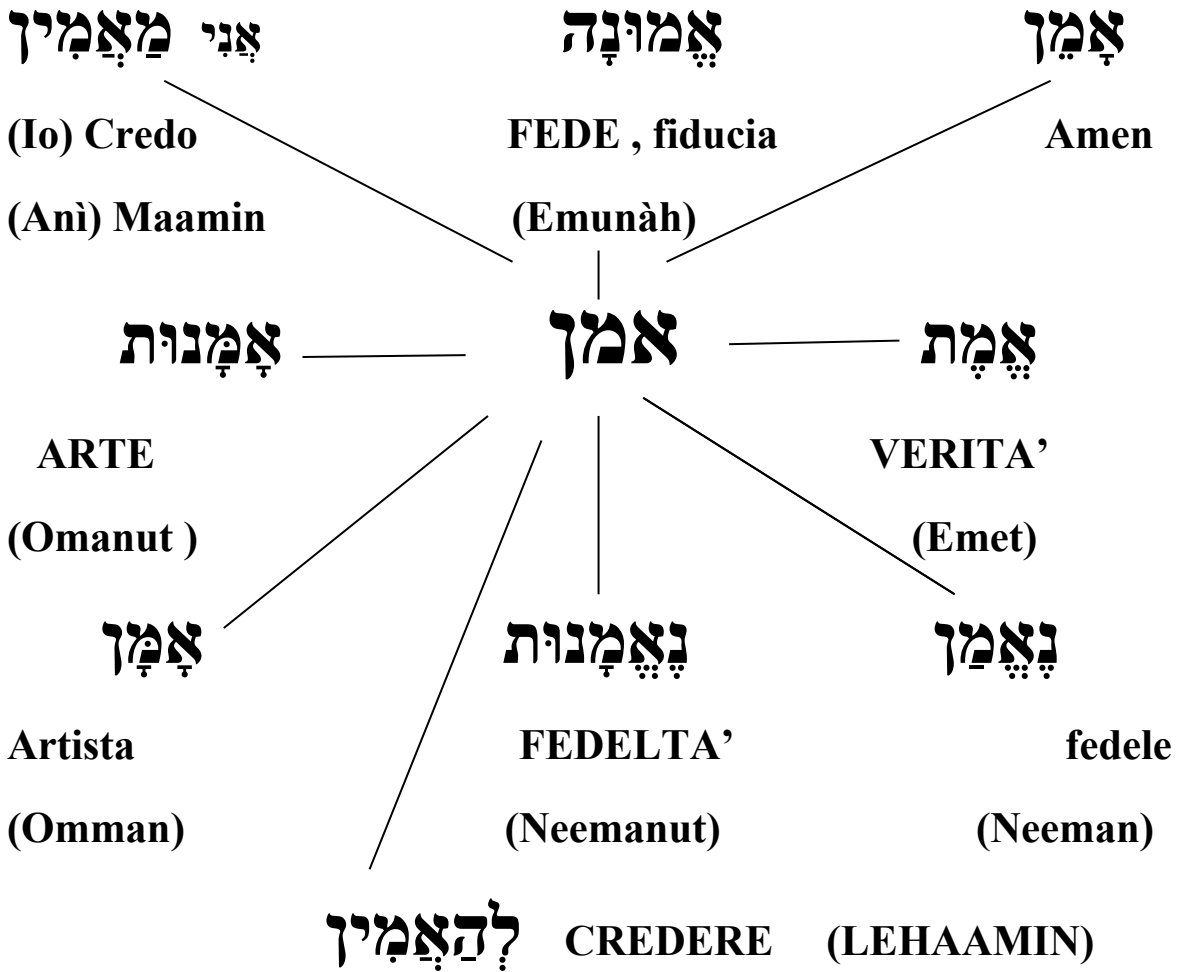 אֲנִי מַאֲמִין אֱמוּנָה אָמֵן
(Io) Credo FEDE , fiducia Amen
(Anì) Maamin (Emunàh)
אָמָּנוּת אמן אֱמֶת
ARTE VERITA’
(Omanut ) (Emet)
אָמָּן נֶאֱמָנוּת נֶאֱמַן
Artista FEDELTA’ fedele
(Omman) (Neemanut) (Neeman)
לְהַאֲמִין CREDERE (LEHAAMIN)